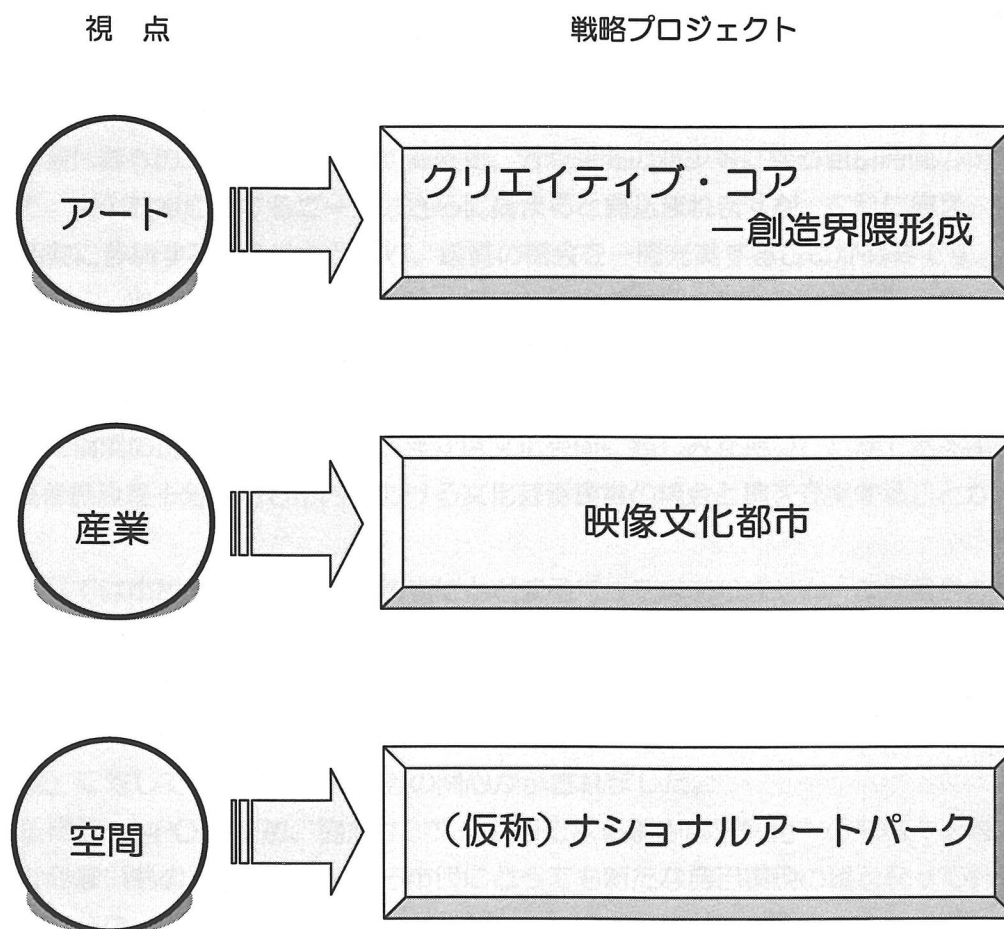 視 点
戦略プロジェクト
アート
クリエイティブ・コア
－創造界隈形成
産業
映像文化都市
空間
（仮称）ナショナルアートパーク